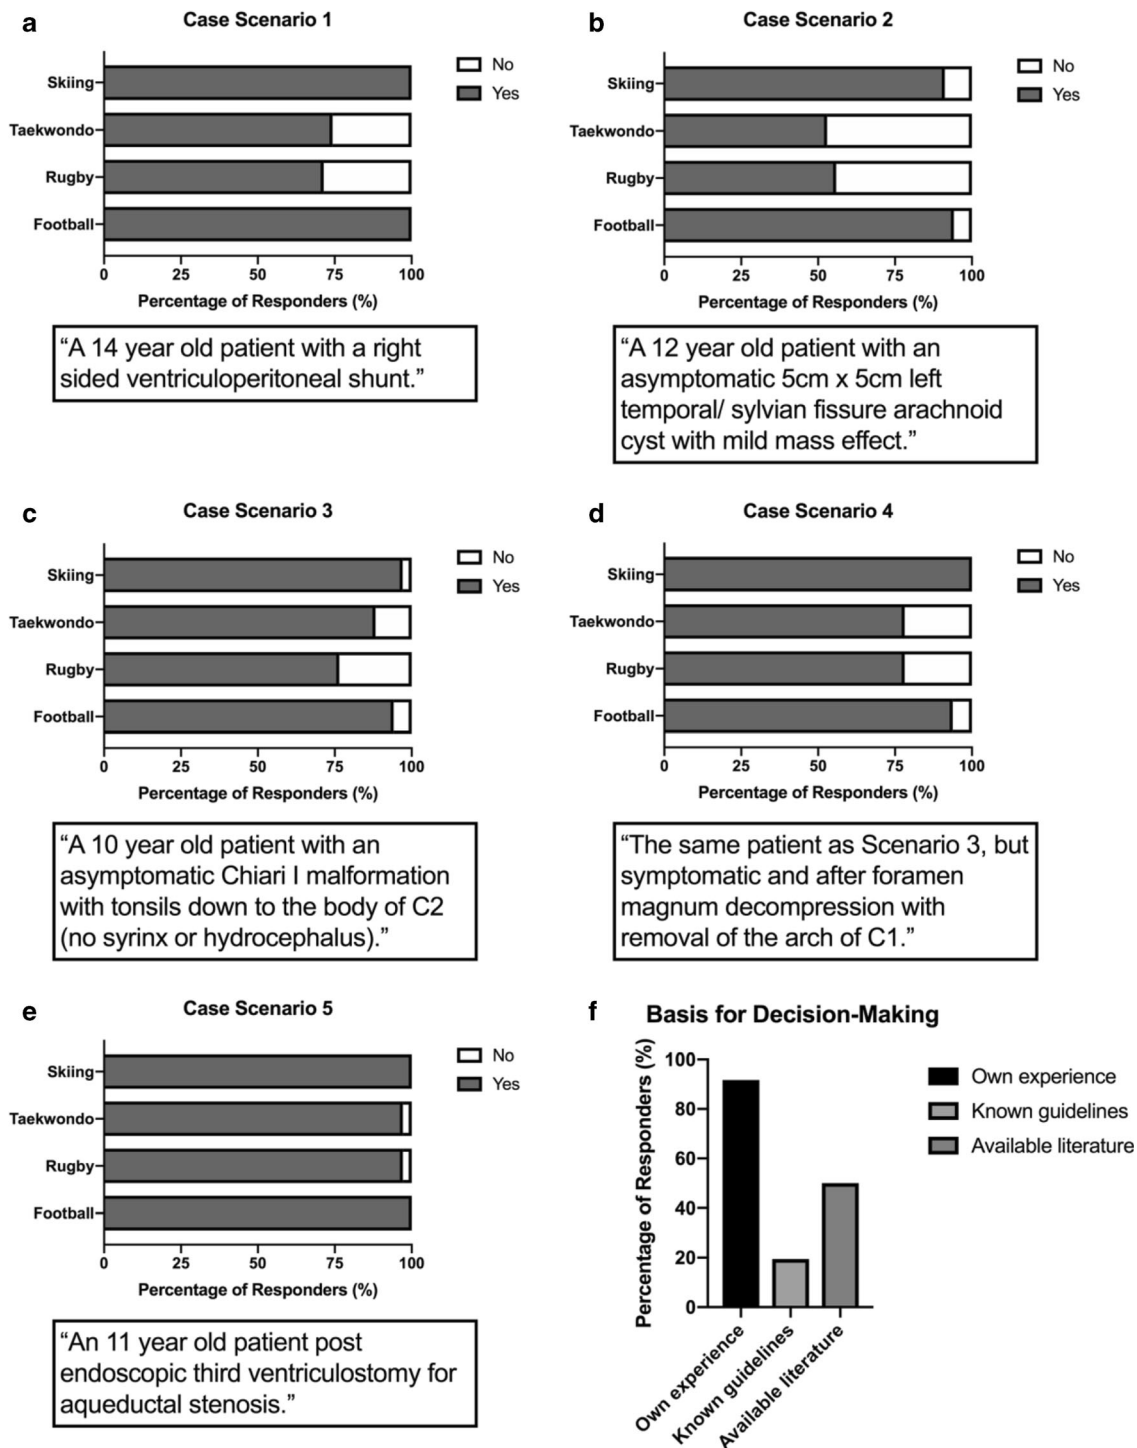 a
Case Scenario 1
No
Yes
Skiing
Taekwondo
Rugby
Football
0 25 50 75 100
Percentage of Responders (%)
“A 14 year old patient with a right
sided ventriculoperitoneal shunt.”
b
Case Scenario 2
No
Yes
Skiing
Taekwondo
Rugby
Football
0 25 50 75 100
Percentage of Responders (%)
“A 12 year old patient with an
asymptomatic 5cm x 5cm left
temporal/ sylvian fissure arachnoid
cyst with mild mass effect.”
c
Case Scenario 3
No
Yes
Skiing
Taekwondo
Rugby
Football
0 25 50 75 100
Percentage of Responders (%)
“A 10 year old patient with an
asymptomatic Chiari I malformation
with tonsils down to the body of C2
(no syrinx or hydrocephalus).”
d
Case Scenario 4
No
Yes
Skiing
Taekwondo
Rugby
Football
0 25 50 75 100
Percentage of Responders (%)
“The same patient as Scenario 3, but
symptomatic and after foramen
magnum decompression with
removal of the arch of C1.”
e
Case Scenario 5
No
Yes
Skiing
Taekwondo
Rugby
Football
0 25 50 75 100
Percentage of Responders (%)
“An 11 year old patient post
endoscopic third ventriculostomy for
aqueductal stenosis.”
f
Basis for Decision-Making
Percentage of Responders (%)
100
80
60
40
20
0
Own experience
Known guidelines
Available literature
Own experience
Known guidelines
Available literature